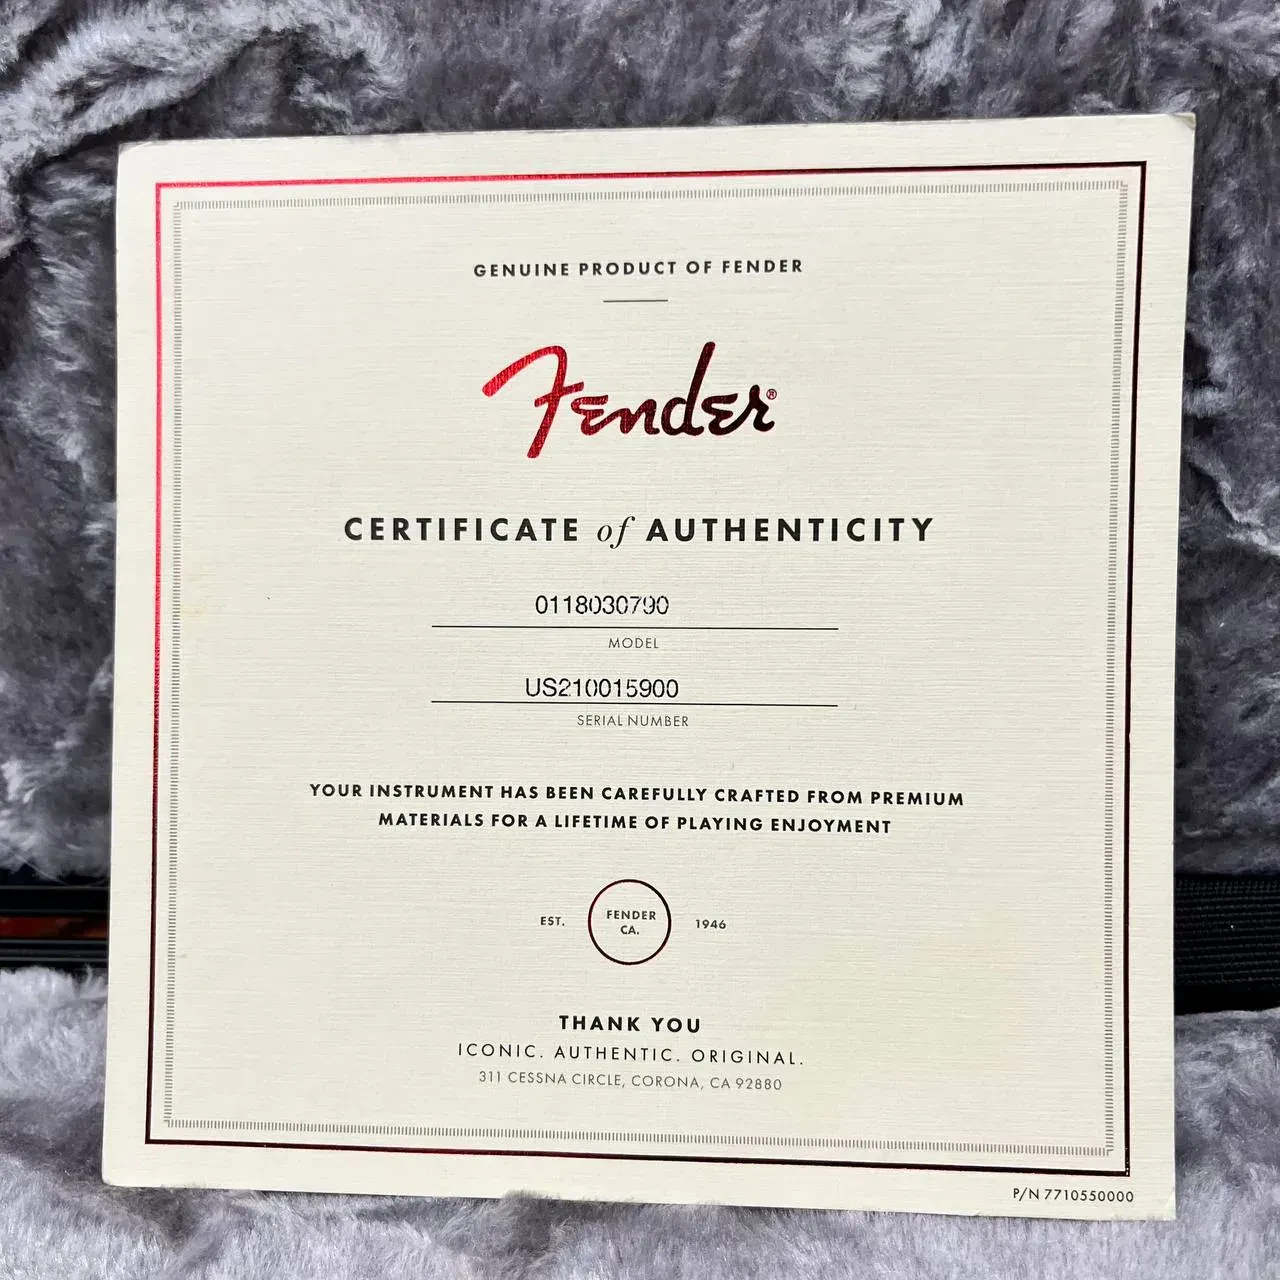 GENUINE PRODUCT OF FENDER
Fender®
CERTIFICATE of AUTHENTICITY
0118030790
MODEL
US210015900
SERIAL NUMBER
YOUR INSTRUMENT HAS BEEN CAREFULLY CRAFTED FROM PREMIUM
MATERIALS FOR A LIFETIME OF PLAYING ENJOYMENT
EST. FENDER CA. 1946
THANK YOU
ICONIC. AUTHENTIC. ORIGINAL.
311 CESSNA CIRCLE, CORONA, CA 92880
P/N 7710550000